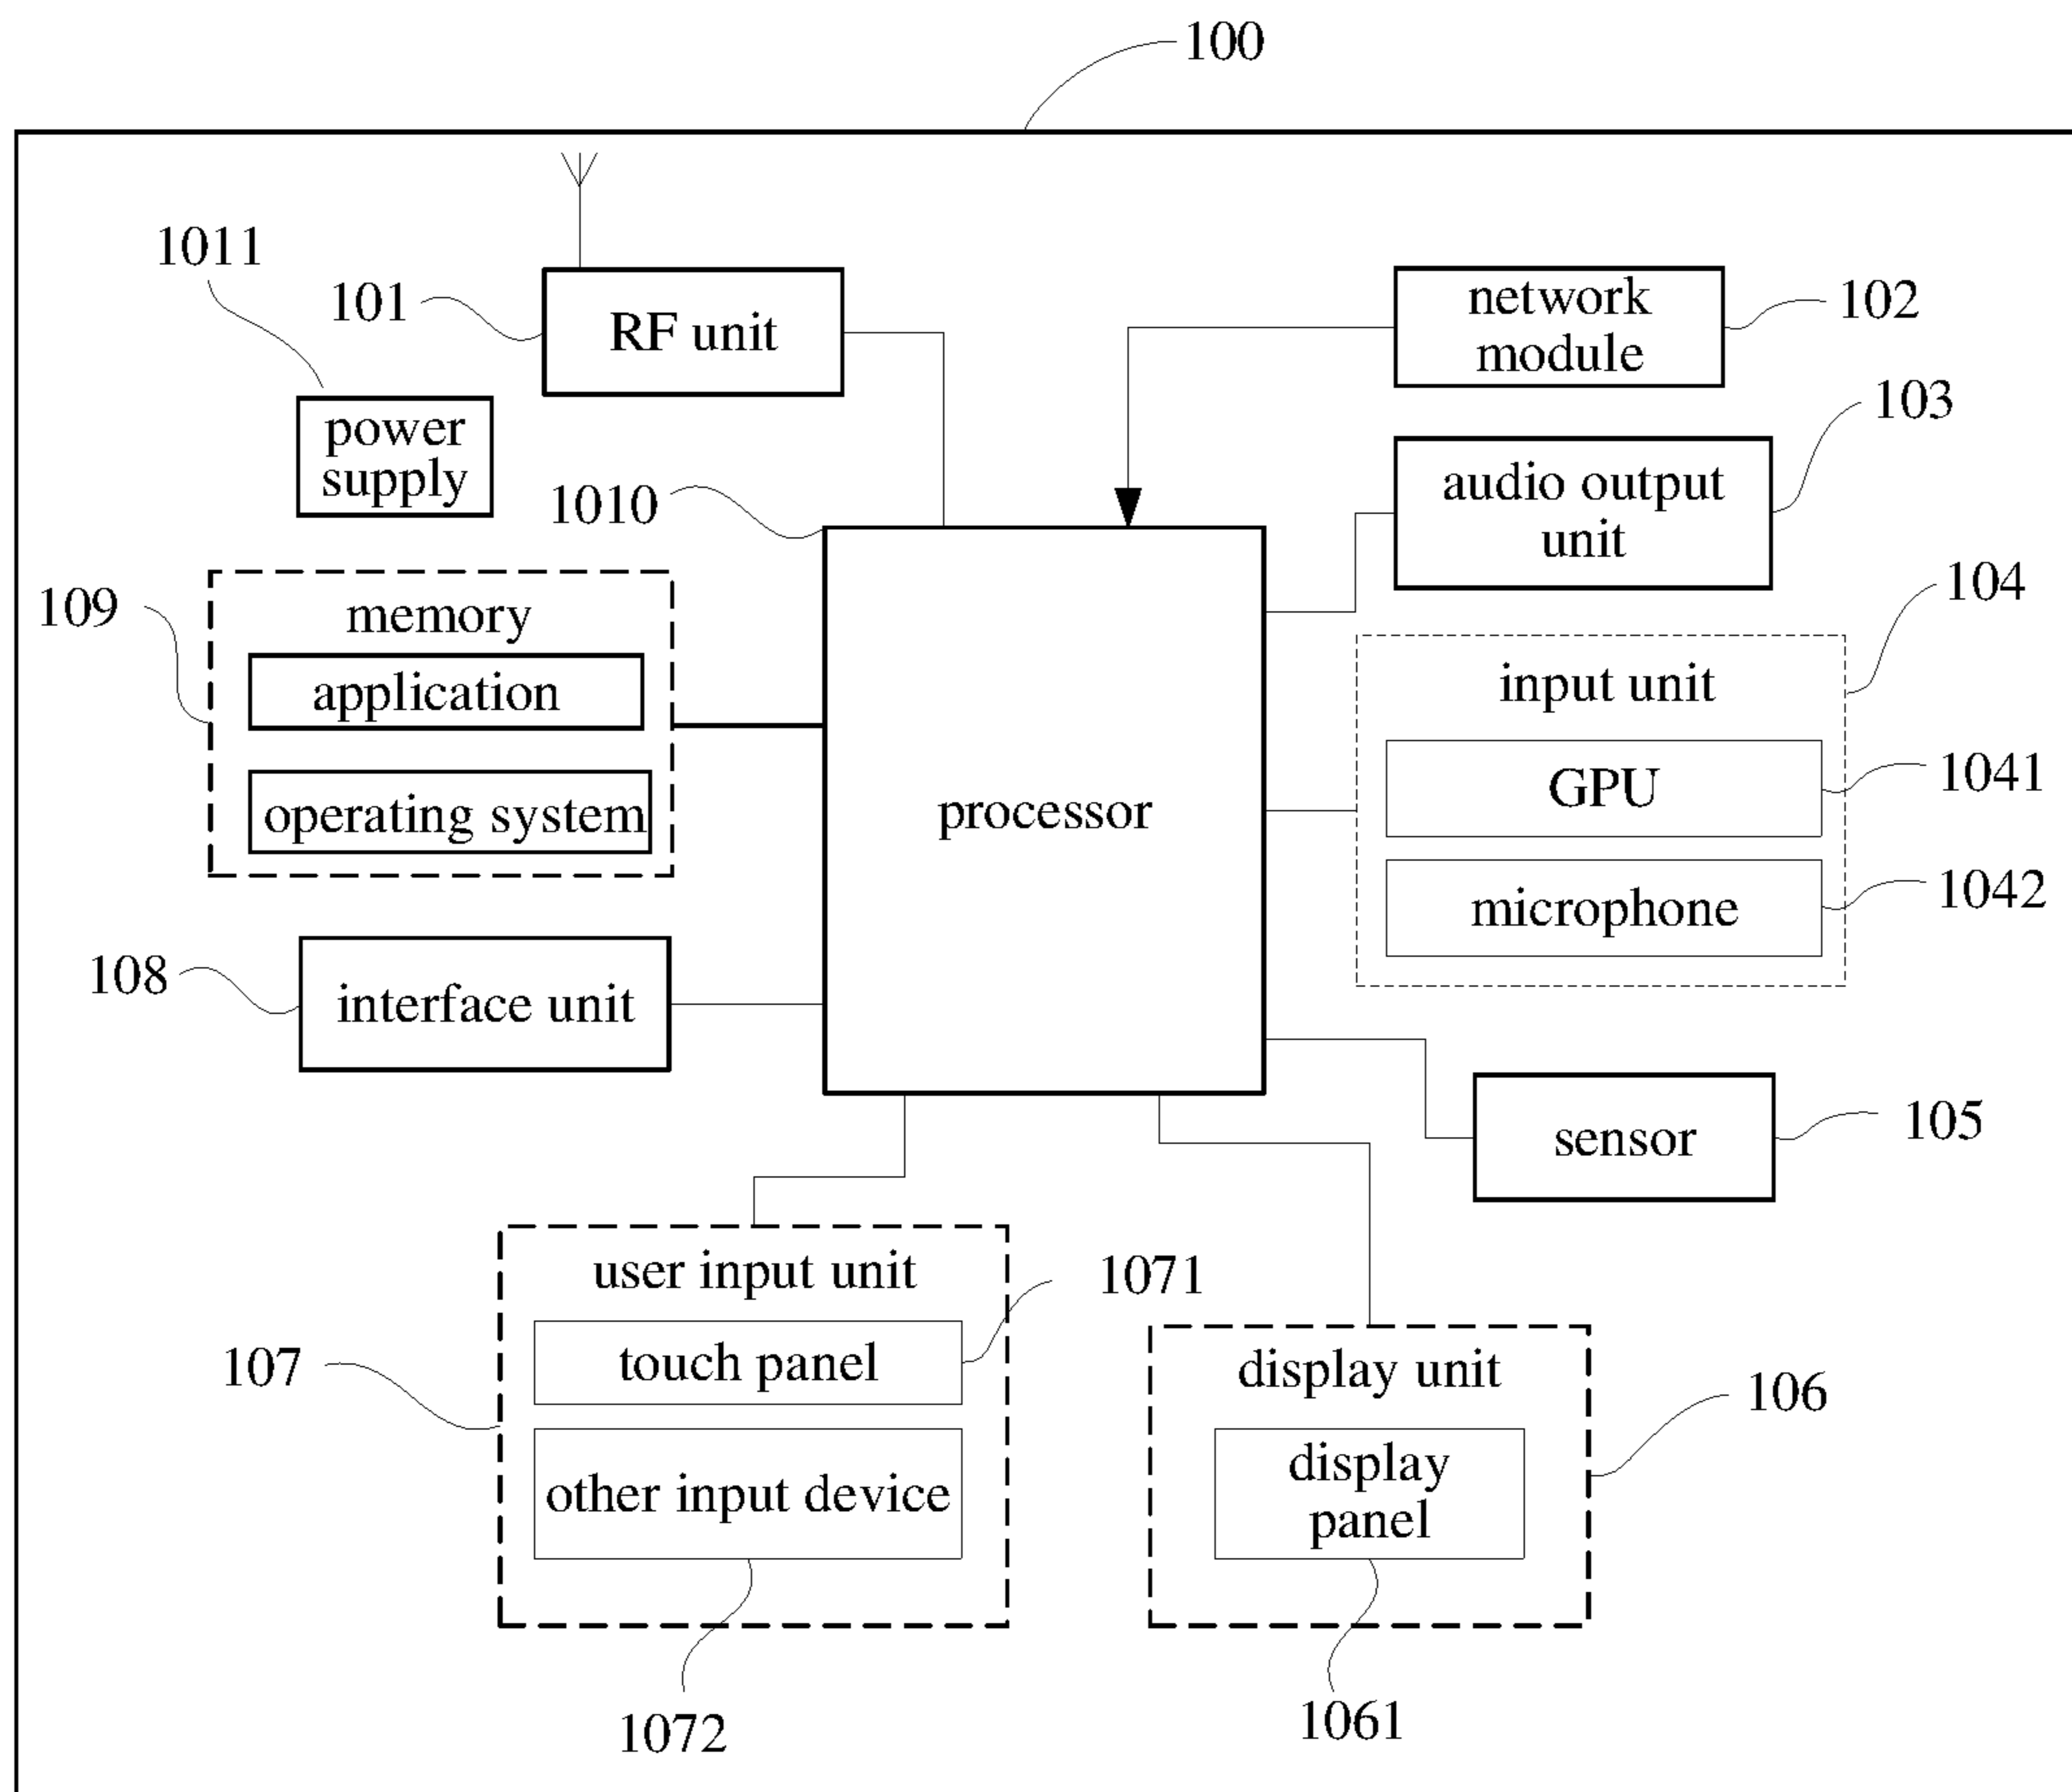 100
1011
101
RF unit
network
module
102
power
supply
103
audio output
unit
1010
109
memory
application
operating system
104
input unit
GPU
1041
microphone
1042
processor
108
interface unit
sensor
105
user input unit
1071
touch panel
107
other input device
1072
display unit
106
display
panel
1061